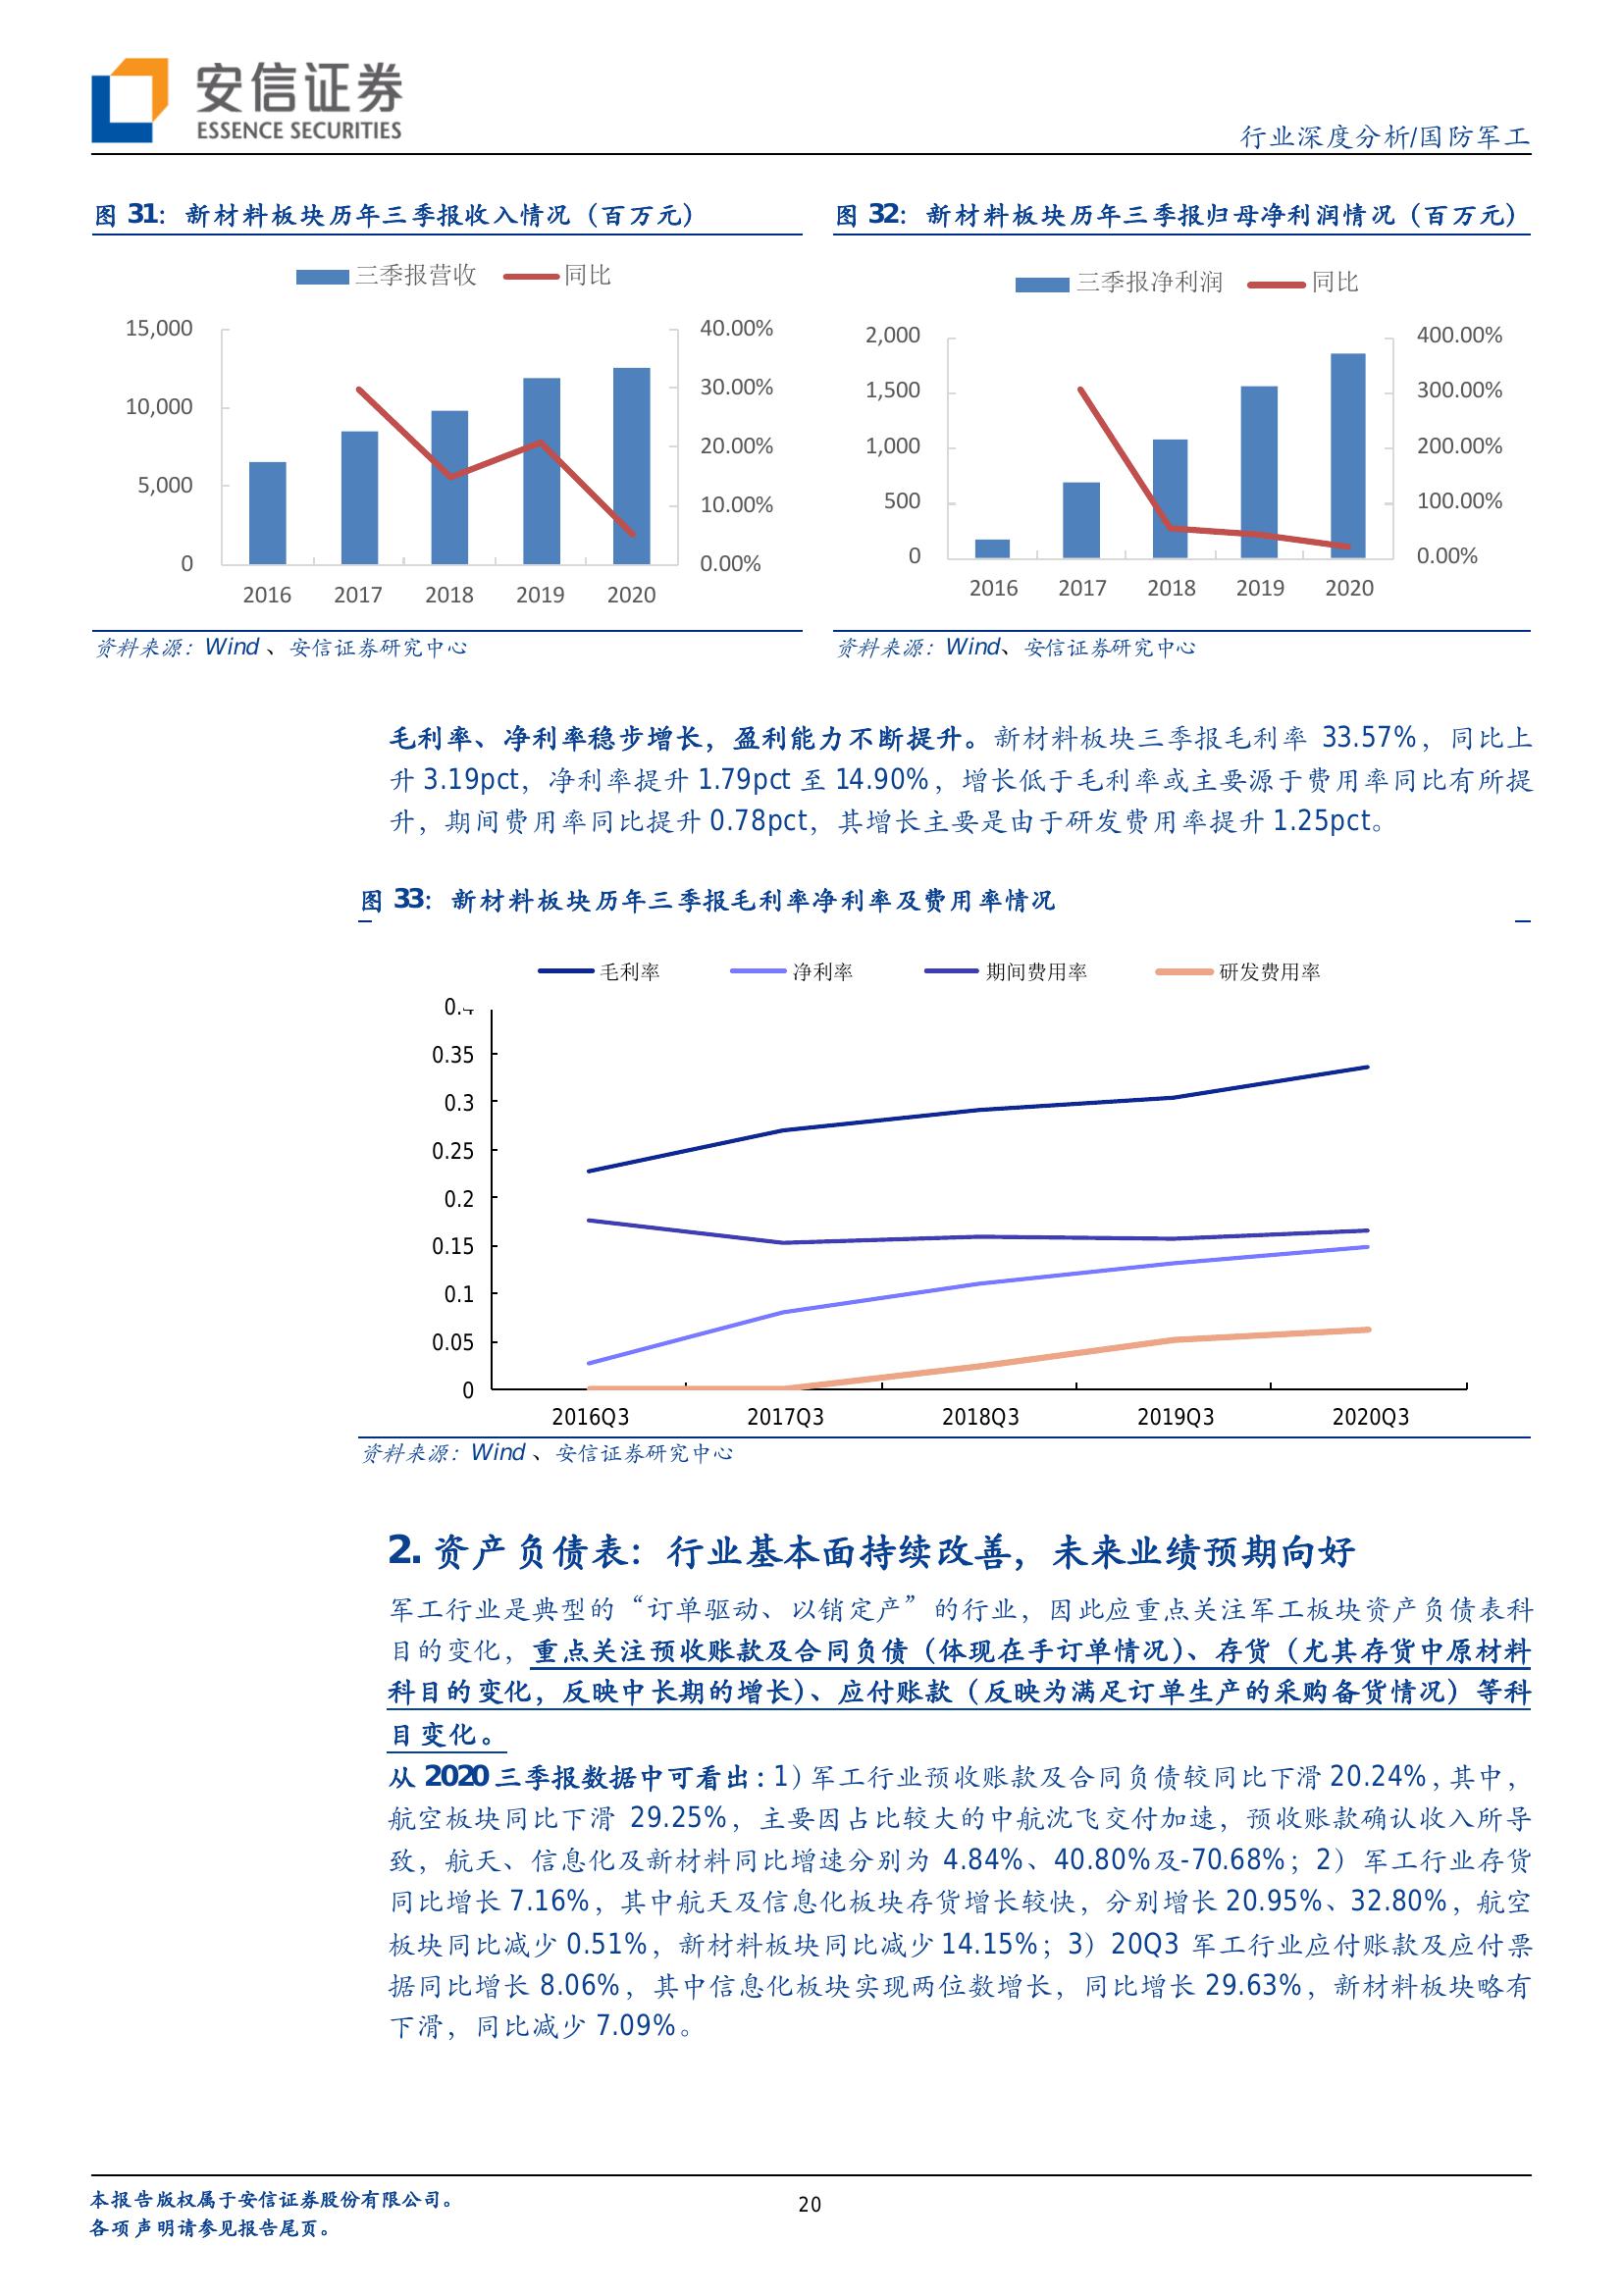 安信证券
ESSENCE SECURITIES
行业深度分析/国防军工
图 31：新材料板块历年三季报收入情况（百万元）
三季报营收 同比
15,000
10,000
5,000
0
40.00%
30.00%
20.00%
10.00%
0.00%
2016 2017 2018 2019 2020
资料来源：Wind 、安信证券研究中心
图 32：新材料板块历年三季报归母净利润情况（百万元）
三季报净利润 同比
2,000
1,500
1,000
500
0
400.00%
300.00%
200.00%
100.00%
0.00%
2016 2017 2018 2019 2020
资料来源：Wind、安信证券研究中心
毛利率、净利率稳步增长，盈利能力不断提升。新材料板块三季报毛利率 33.57%，同比上
升 3.19pct，净利率提升 1.79pct 至 14.90%，增长低于毛利率或主要源于费用率同比有所提
升，期间费用率同比提升 0.78pct，其增长主要是由于研发费用率提升 1.25pct。
图 33：新材料板块历年三季报毛利率净利率及费用率情况
毛利率 净利率 期间费用率 研发费用率
0.4
0.35
0.3
0.25
0.2
0.15
0.1
0.05
0
2016Q3 2017Q3 2018Q3 2019Q3 2020Q3
资料来源：Wind 、安信证券研究中心
2. 资产负债表：行业基本面持续改善，未来业绩预期向好
军工行业是典型的“订单驱动、以销定产”的行业，因此应重点关注军工板块资产负债表科
目的变化，重点关注预收账款及合同负债（体现在手订单情况）、存货（尤其存货中原材料
科目的变化，反映中长期的增长）、应付账款（反映为满足订单生产的采购备货情况）等科
目变化。
从 2020 三季报数据中可看出：1）军工行业预收账款及合同负债较同比下滑 20.24%，其中，
航空板块同比下滑 29.25%，主要因占比较大的中航沈飞交付加速，预收账款确认收入所导
致，航天、信息化及新材料同比增速分别为 4.84%、40.80%及-70.68%；2）军工行业存货
同比增长 7.16%，其中航天及信息化板块存货增长较快，分别增长 20.95%、32.80%，航空
板块同比减少 0.51%，新材料板块同比减少 14.15%；3）20Q3 军工行业应付账款及应付票
据同比增长 8.06%，其中信息化板块实现两位数增长，同比增长 29.63%，新材料板块略有
下滑，同比减少 7.09%。
本报告版权属于安信证券股份有限公司。
各项声明请参见报告尾页。
20